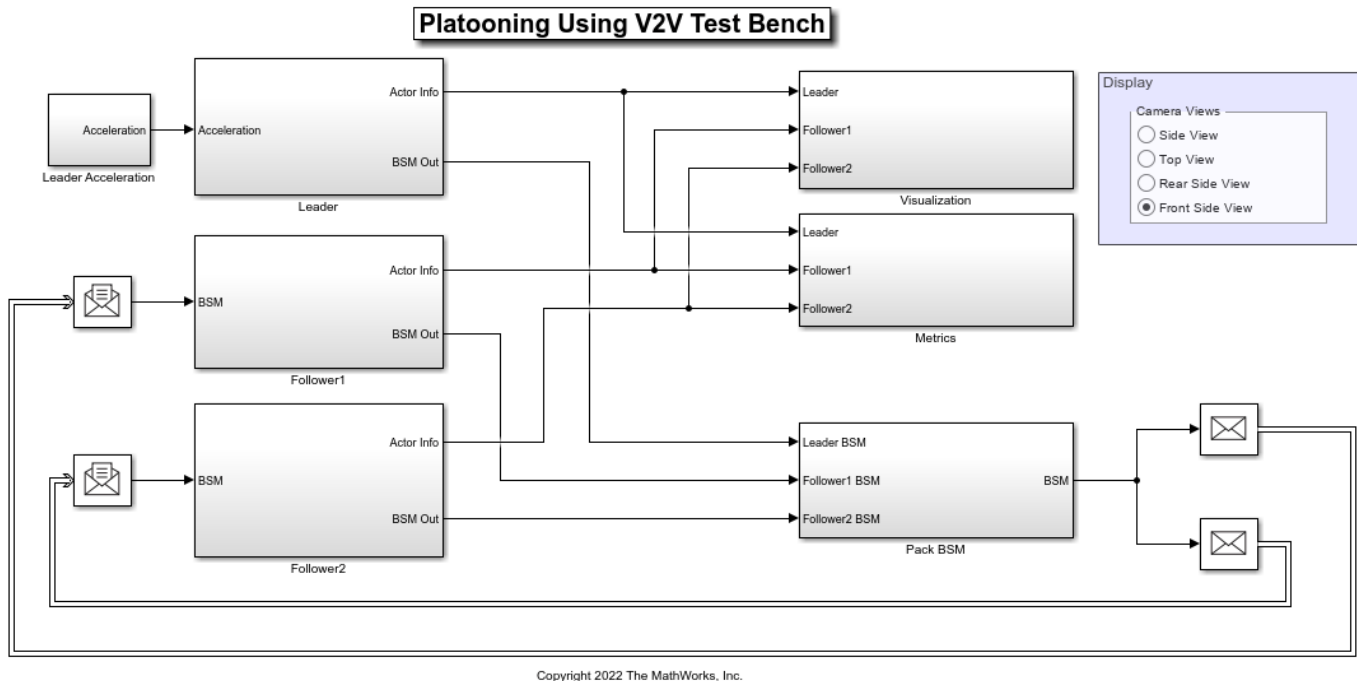 Platooning Using V2V Test Bench
Acceleration
Leader Acceleration
Acceleration
Actor Info
BSM Out
Leader
Leader
Follower1
Follower2
Visualization
Display
Camera Views
Side View
Top View
Rear Side View
Front Side View
BSM
Actor Info
BSM Out
Follower1
Leader
Follower1
Follower2
Metrics
BSM
Actor Info
BSM Out
Follower2
Leader BSM
Follower1 BSM
Follower2 BSM
BSM
Pack BSM
Copyright 2022 The MathWorks, Inc.